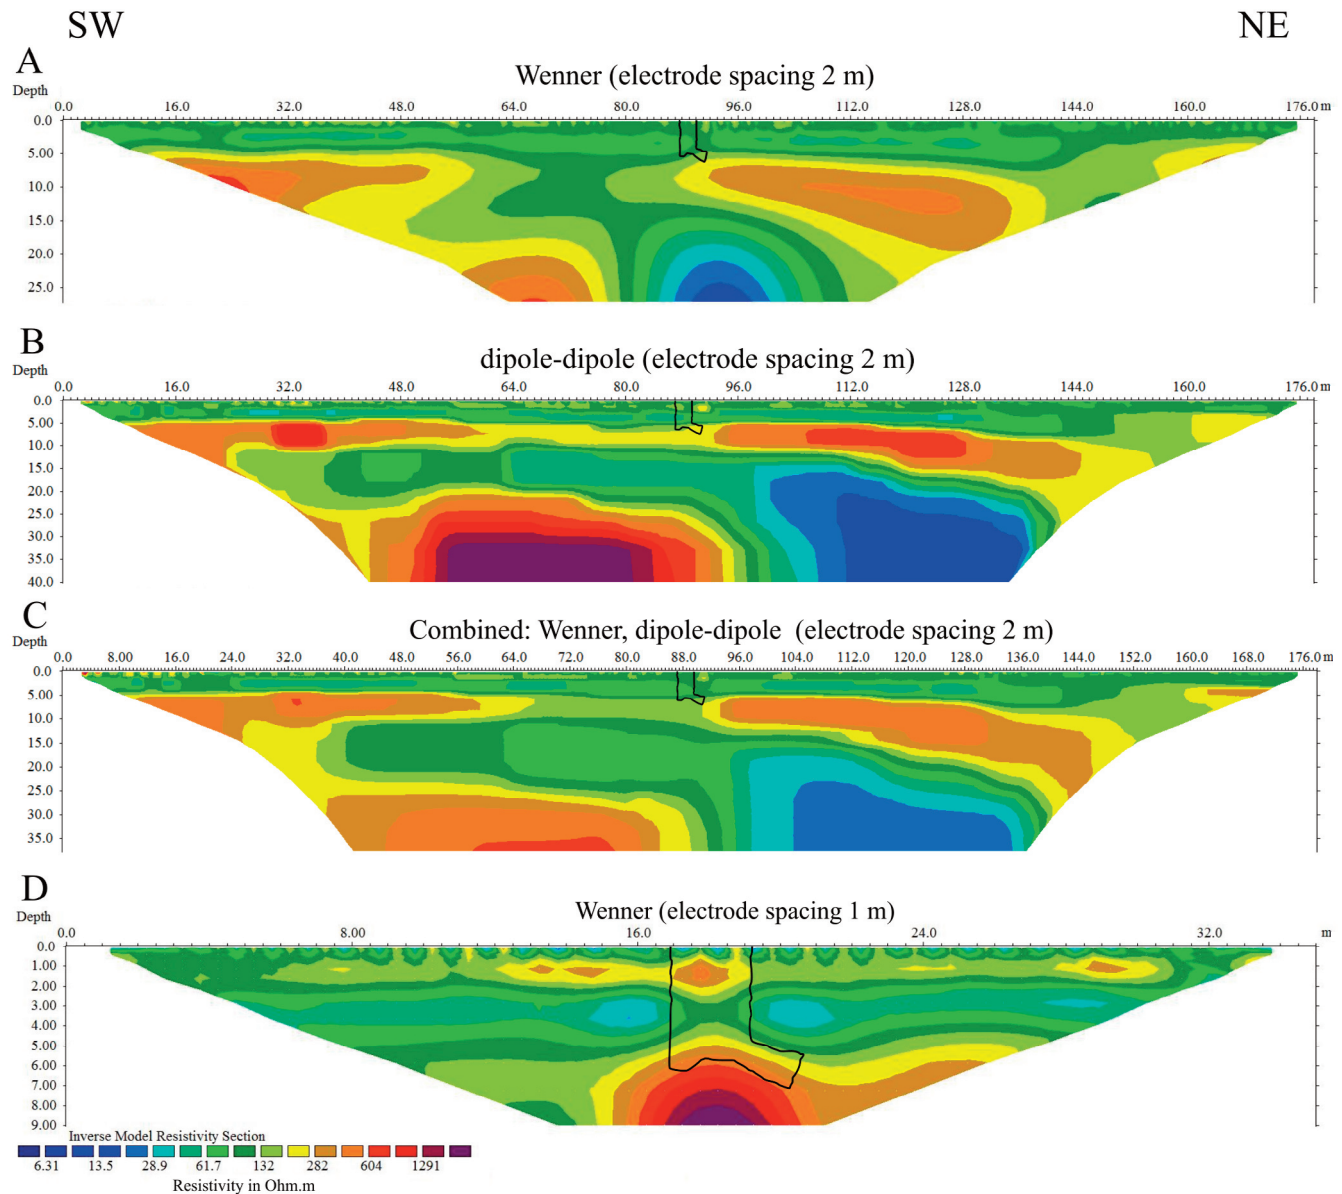 SW NE
A
Wenner (electrode spacing 2 m)
Depth
0.0 16.0 32.0 48.0 64.0 80.0 96.0 112.0 128.0 144.0 160.0 176.0 m
0.0
5.00
10.0
15.0
20.0
25.0
B
dipole-dipole (electrode spacing 2 m)
Depth
0.0 16.0 32.0 48.0 64.0 80.0 96.0 112.0 128.0 144.0 160.0 176.0 m
0.0
5.00
10.0
15.0
20.0
25.0
30.0
35.0
40.0
C
Combined: Wenner, dipole-dipole (electrode spacing 2 m)
Depth
0.0 8.00 16.0 24.0 32.0 40.0 48.0 56.0 64.0 72.0 80.0 88.0 96.0 104.0 112.0 120.0 128.0 136.0 144.0 152.0 160.0 168.0 176.0 m
0.0
5.00
10.0
15.0
20.0
25.0
30.0
35.0
D
Wenner (electrode spacing 1 m)
Depth
0.0 8.00 16.0 24.0 32.0 m
0.0
1.00
2.00
3.00
4.00
5.00
6.00
7.00
8.00
9.00
Inverse Model Resistivity Section
6.31 13.5 28.9 61.7 132 282 604 1291
Resistivity in Ohm.m